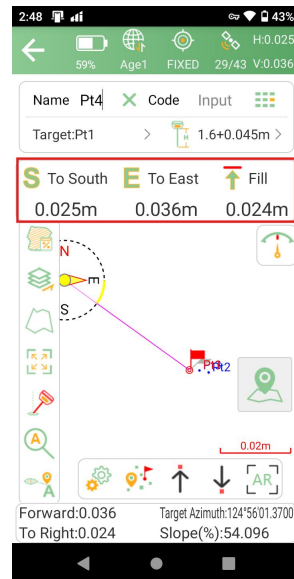 2:48 43%
59% Age1 FIXED 29/43 H:0.025 V:0.036
Name Pt4 Code Input
Target:Pt1 > H 1.6+0.045m >
S To South E To East Fill
0.025m 0.036m 0.024m
N
E
S
Pt2
A
0.02m
A
AR
Forward:0.036 Target Azimuth:124°56'01.3700
To Right:0.024 Slope(%):54.096